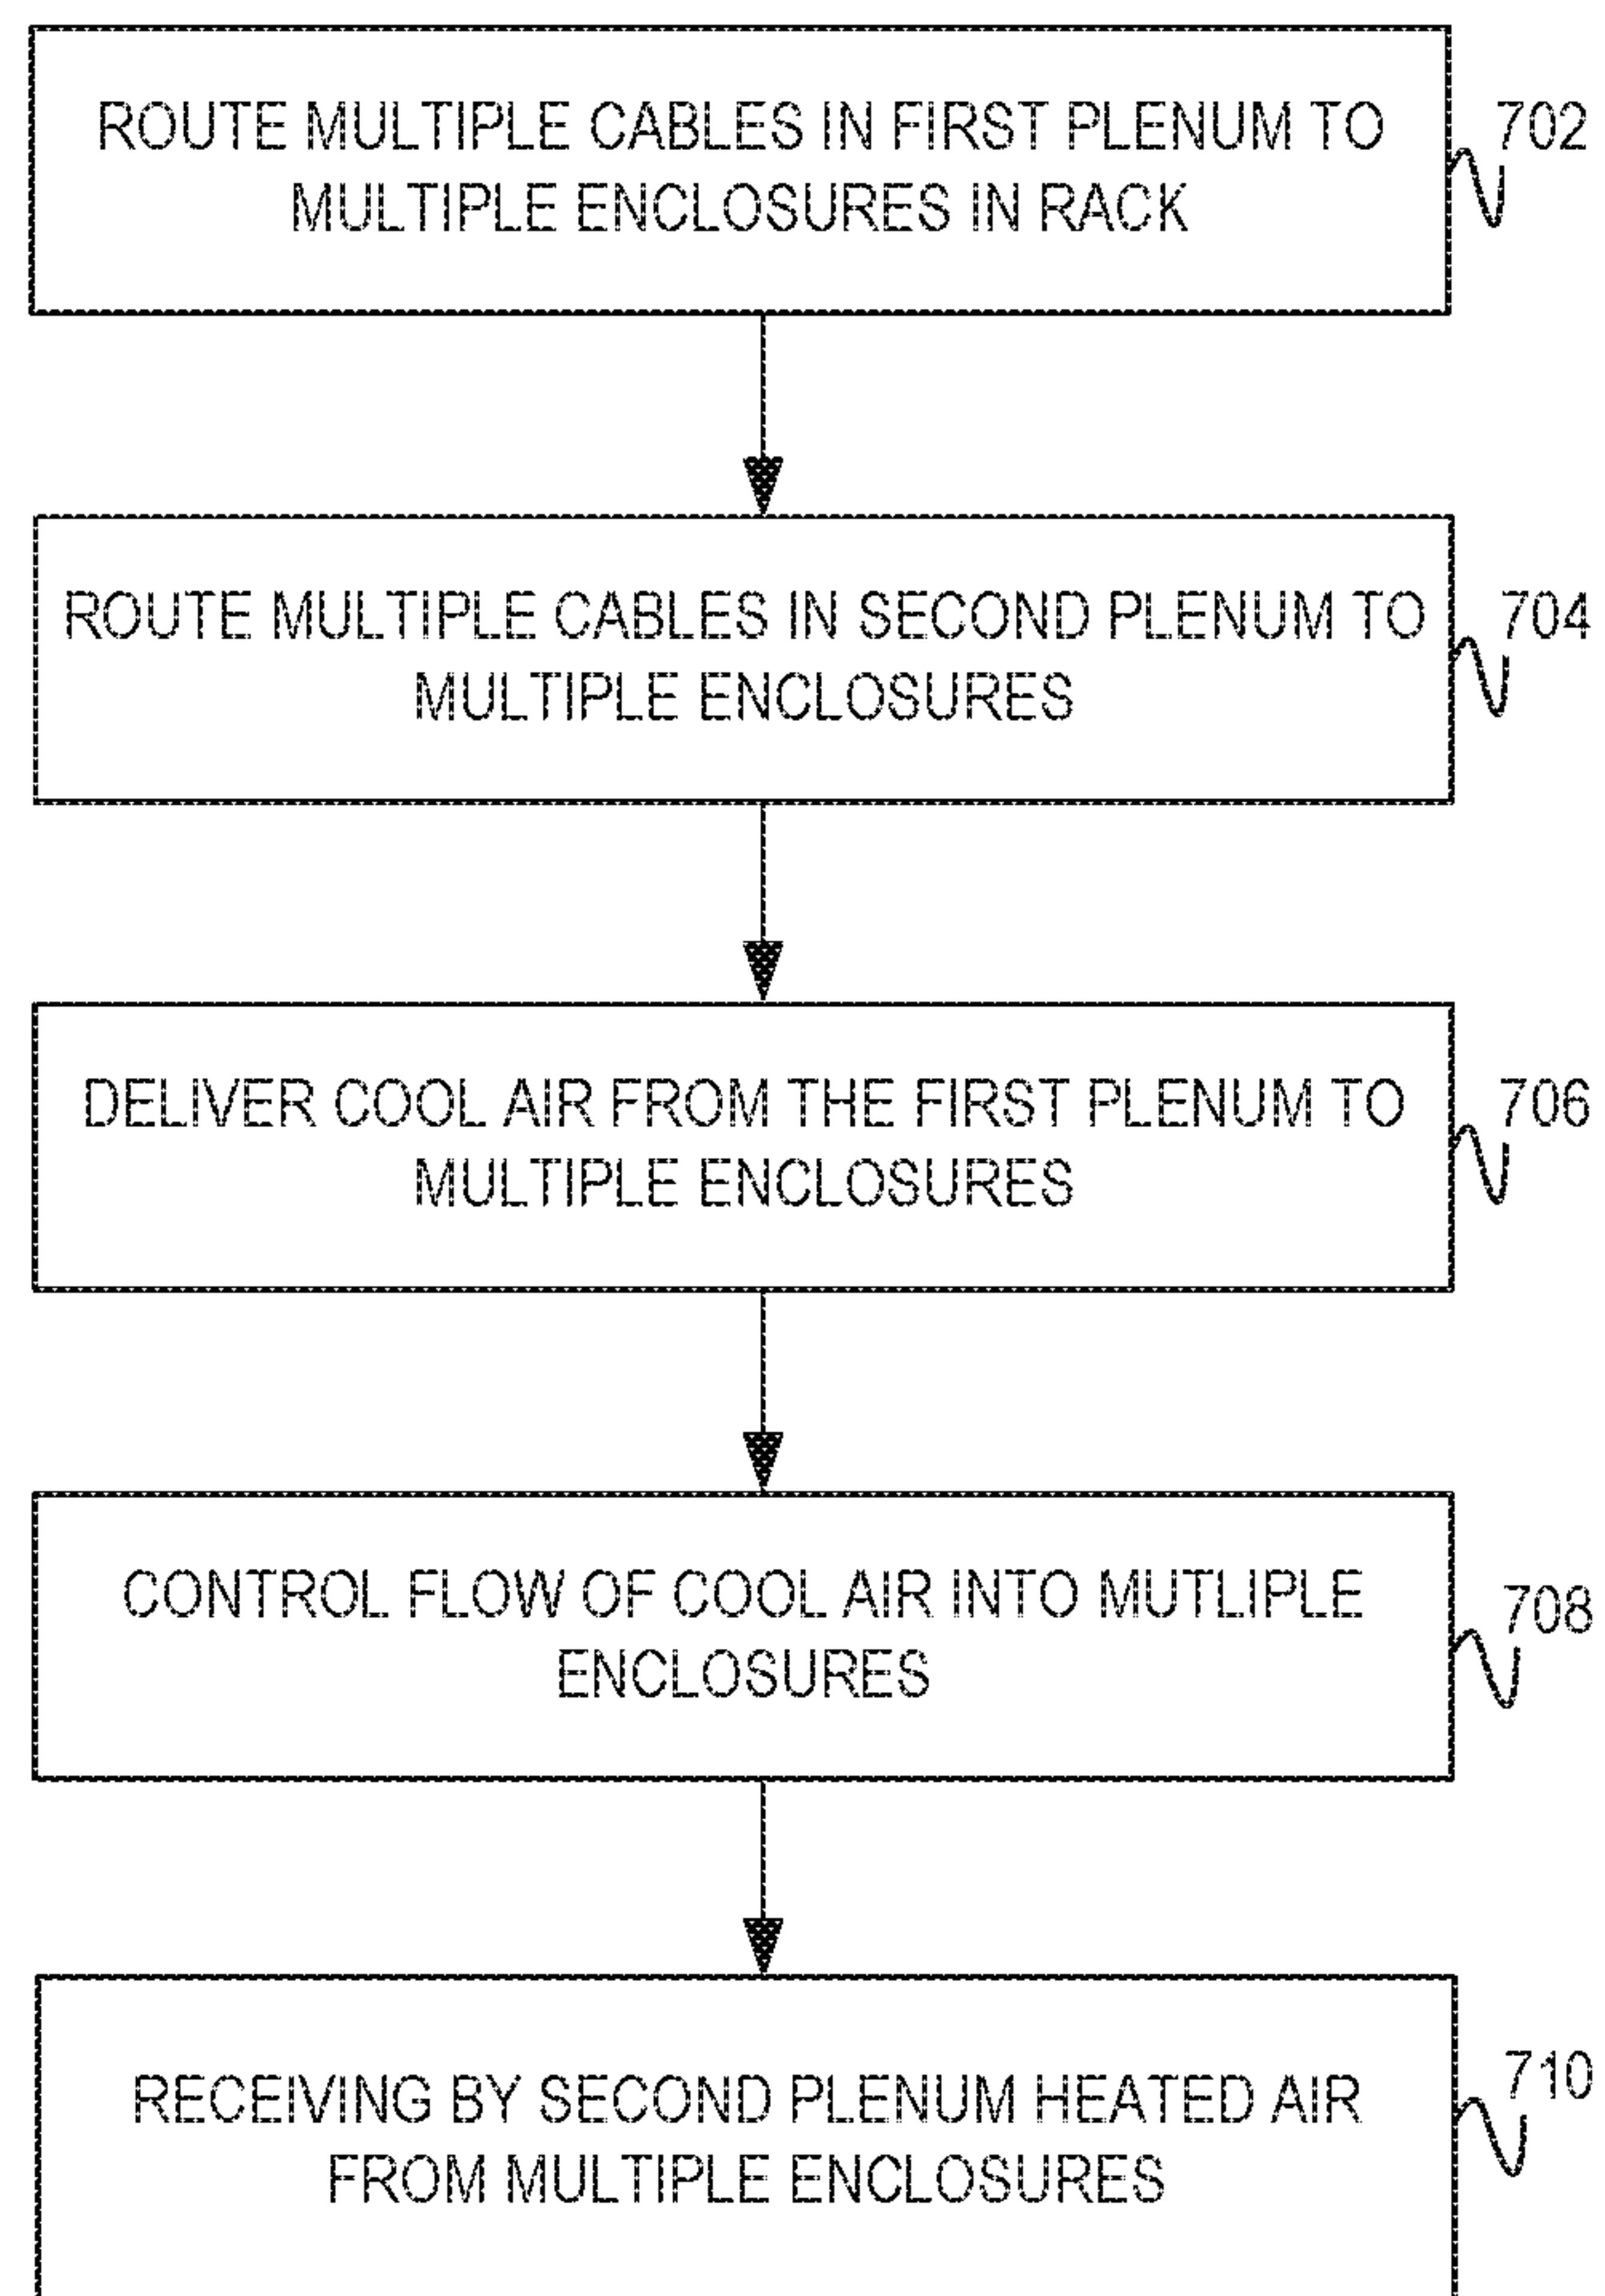 ROUTE MULTIPLE CABLES IN FIRST PLENUM TO
MULTIPLE ENCLOSURES IN RACK
702
ROUTE MULTIPLE CABLES IN SECOND PLENUM TO
MULTIPLE ENCLOSURES
704
DELIVER COOL AIR FROM THE FIRST PLENUM TO
MULTIPLE ENCLOSURES
706
CONTROL FLOW OF COOL AIR INTO MUTLIPLE
ENCLOSURES
708
RECEIVING BY SECOND PLENUM HEATED AIR
FROM MULTIPLE ENCLOSURES
710